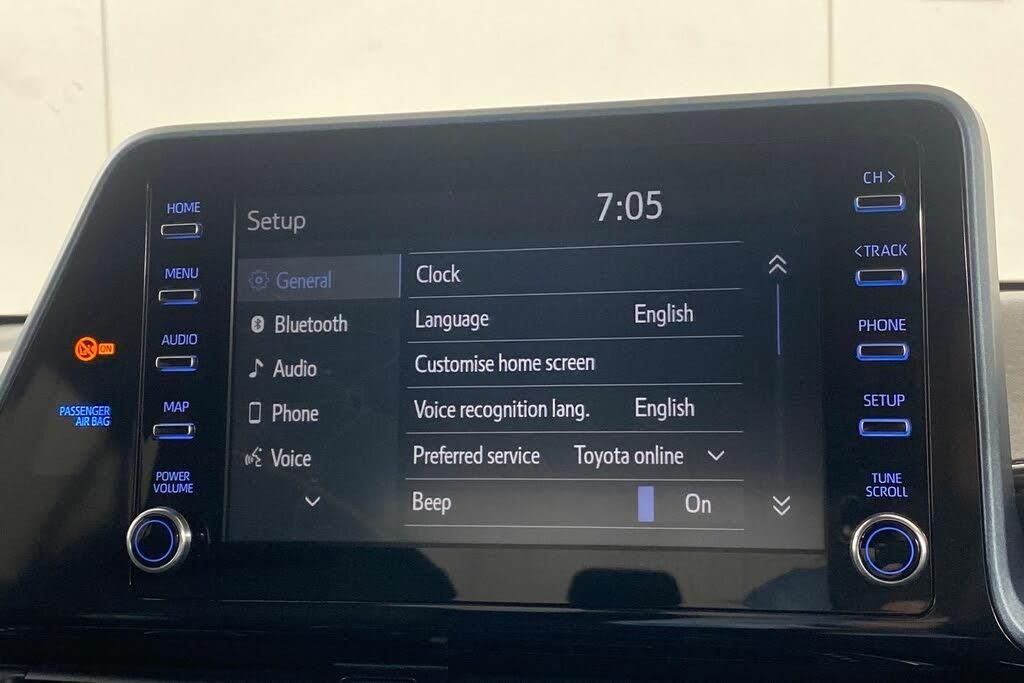 HOME
MENU
AUDIO
MAP
POWER
VOLUME
ON
PASSENGER
AIR BAG
Setup
7:05
General
Bluetooth
Audio
Phone
Voice
Clock
Language English
Customise home screen
Voice recognition lang. English
Preferred service Toyota online
Beep On
CH >
<TRACK
PHONE
SETUP
TUNE
SCROLL